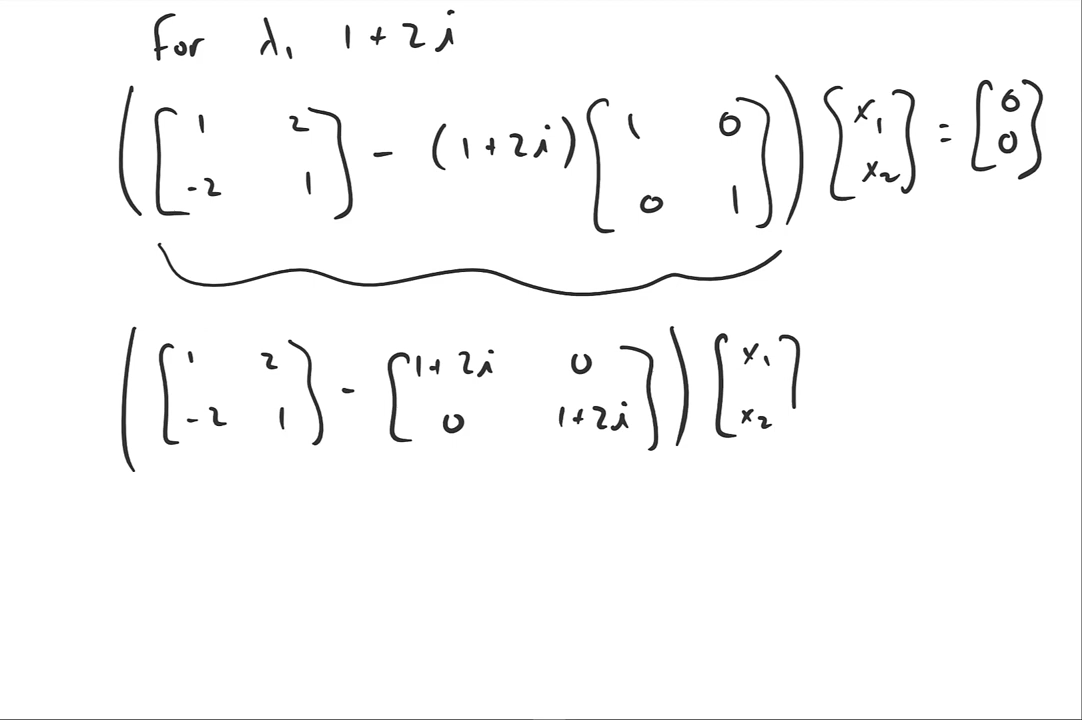 For λ₁ 1+2i
([1 2; -2 1] - (1+2i)[1 0; 0 1])[x₁; x₂] = [0; 0]
([1 2; -2 1] - [1+2i 0; 0 1+2i])[x₁; x₂]